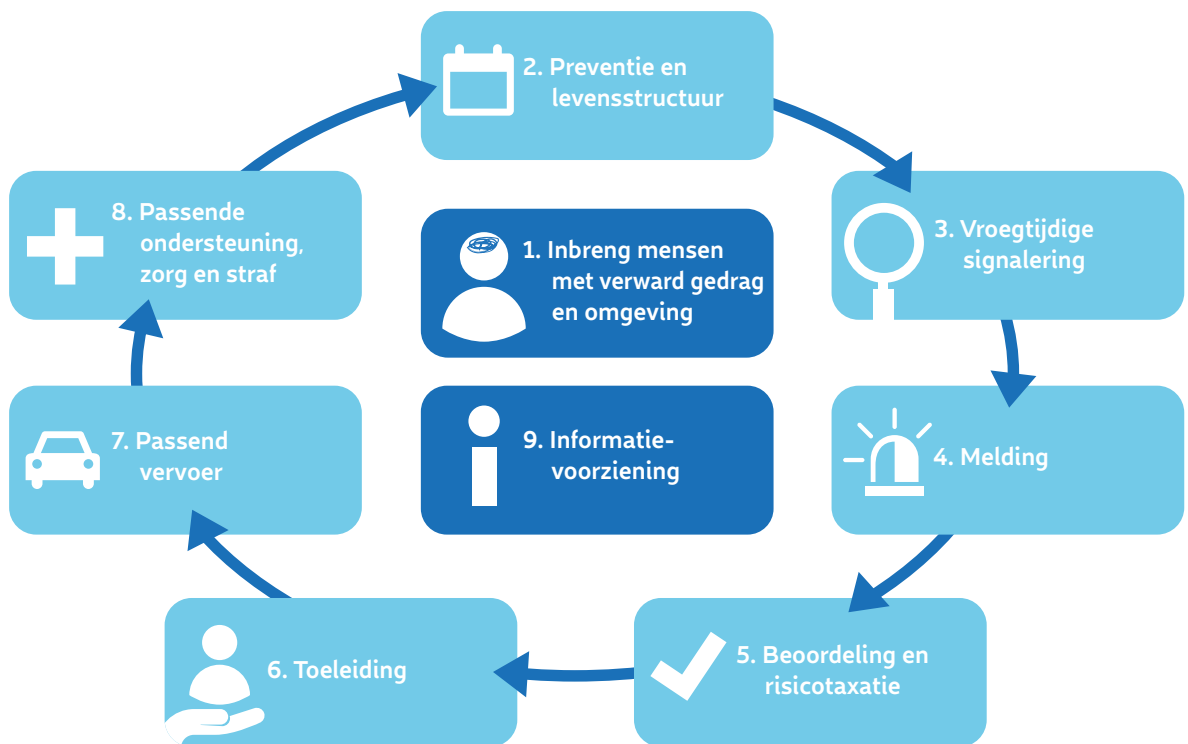 2. Preventie en
levensstructuur
8. Passende
ondersteuning,
zorg en straf
1. Inbreng mensen
met verward gedrag
en omgeving
3. Vroegtijdige
signalering
7. Passend
vervoer
9. Informatie-
voorziening
4. Melding
6. Toeleiding
5. Beoordeling en
risicotaxatie